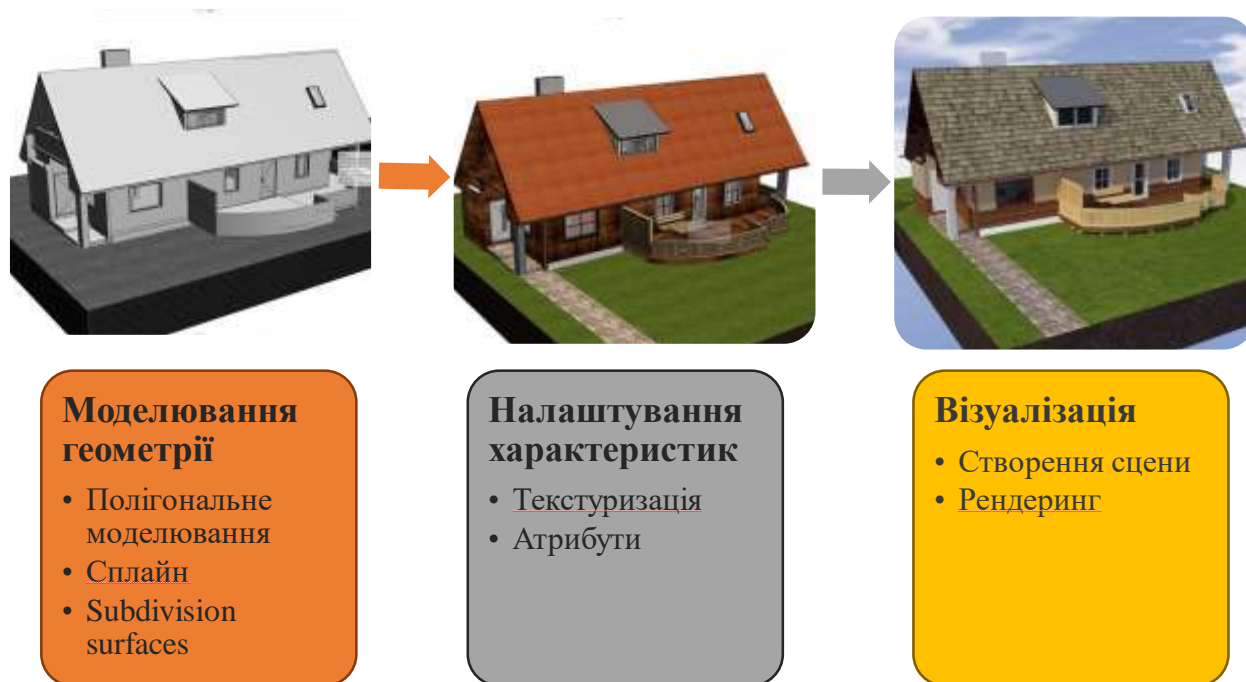 Моделювання
геометрії
• Полігональне
моделювання
• Сплайн
• Subdivision
surfaces
Налаштування
характеристик
• Текстуризація
• Атрибути
Візуалізація
• Створення сцени
• Рендеринг